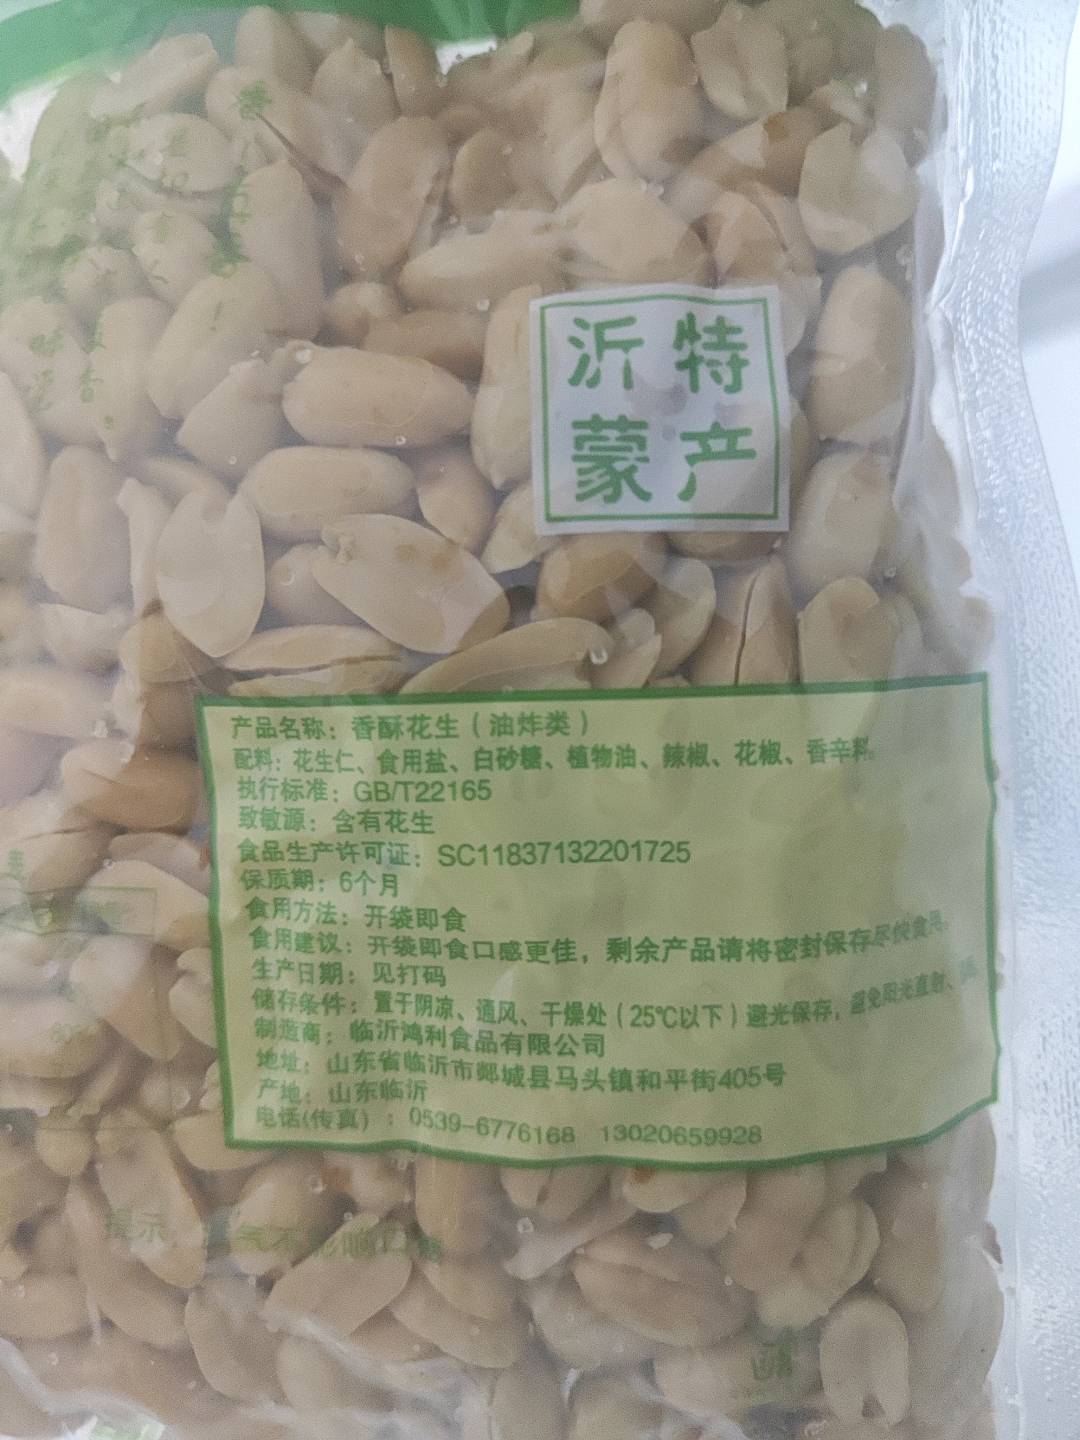 沂 特
蒙 产
产品名称：香酥花生（油炸类）
配料：花生仁、食用盐、白砂糖、植物油、辣椒、花椒、香辛料。
执行标准：GB/T22165
致敏源：含有花生
食品生产许可证：SC11837132201725
保质期：6个月
食用方法：开袋即食
食用建议：开袋即食口感更佳，剩余产品请将密封保存尽快食用。
生产日期：见打码
储存条件：置于阴凉、通风、干燥处（25℃以下）避光保存，避免阳光直射、
制造商：临沂鸿利食品有限公司
地址：山东省临沂市郯城县马头镇和平街405号
产地：山东临沂
电话(传真)：0539-6776168 13020659928